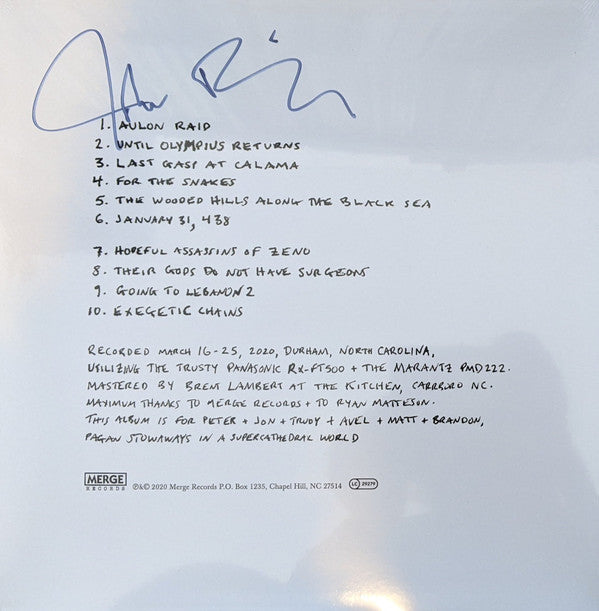 1. AULON RAID
2. UNTIL OLYMPIUS RETURNS
3. LAST GASP AT CALAMA
4. FOR THE SNAKES
5. THE WOODED HILLS ALONG THE BLACK SEA
6. JANUARY 31, 438
7. HOPEFUL ASSASSINS OF ZENO
8. THEIR GODS DO NOT HAVE SURGEONS
9. GOING TO LEBANON 2
10. EXEGETIC CHAINS
RECORDED MARCH 16-25, 2020, DURHAM, NORTH CAROLINA,
UTILIZING THE TRUSTY PANASONIC RX-FT500 + THE MARANTZ PMD222.
MASTERED BY BRENT LAMBERT AT THE KITCHEN, CARRBORO NC.
MAXIMUM THANKS TO MERGE RECORDS + TO RYAN MATTESON.
THIS ALBUM IS FOR PETER + JON + TRUDY + AVEL + MATT + BRANDON,
PAGAN STOWAWAYS IN A SUPERCATHEDRAL WORLD
MERGE
RECORDS
℗&© 2020 Merge Records P.O. Box 1235, Chapel Hill, NC 27514
LC 29279